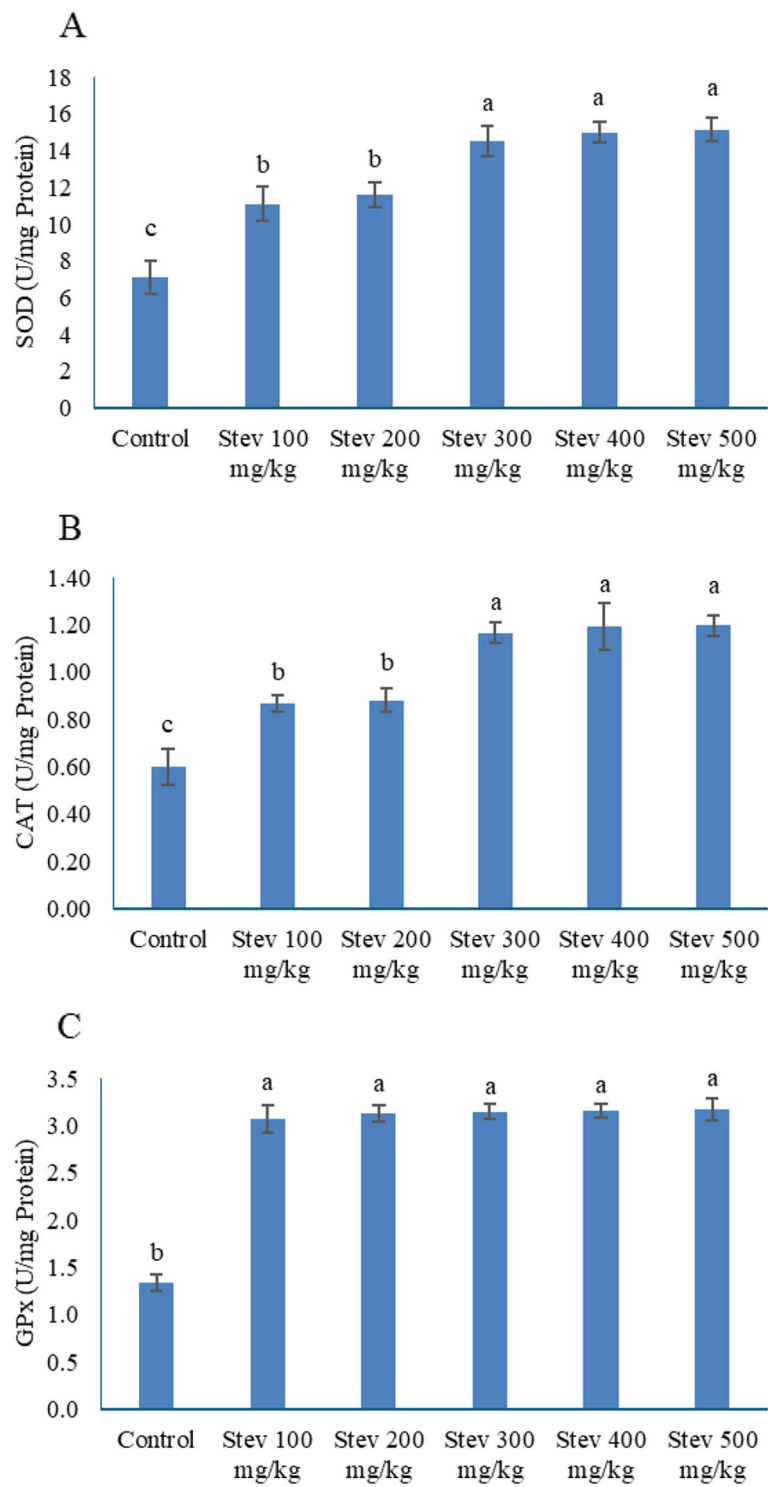 A
SOD (U/mg Protein)
18
16
14
12
10
8
6
4
2
0
c
b
b
a
a
a
Control
Stev 100
mg/kg
Stev 200
mg/kg
Stev 300
mg/kg
Stev 400
mg/kg
Stev 500
mg/kg
B
CAT (U/mg Protein)
1.40
1.20
1.00
0.80
0.60
0.40
0.20
0.00
c
b
b
a
a
a
Control
Stev 100
mg/kg
Stev 200
mg/kg
Stev 300
mg/kg
Stev 400
mg/kg
Stev 500
mg/kg
C
GPx (U/mg Protein)
3.5
3.0
2.5
2.0
1.5
1.0
0.5
0.0
b
a
a
a
a
a
Control
Stev 100
mg/kg
Stev 200
mg/kg
Stev 300
mg/kg
Stev 400
mg/kg
Stev 500
mg/kg